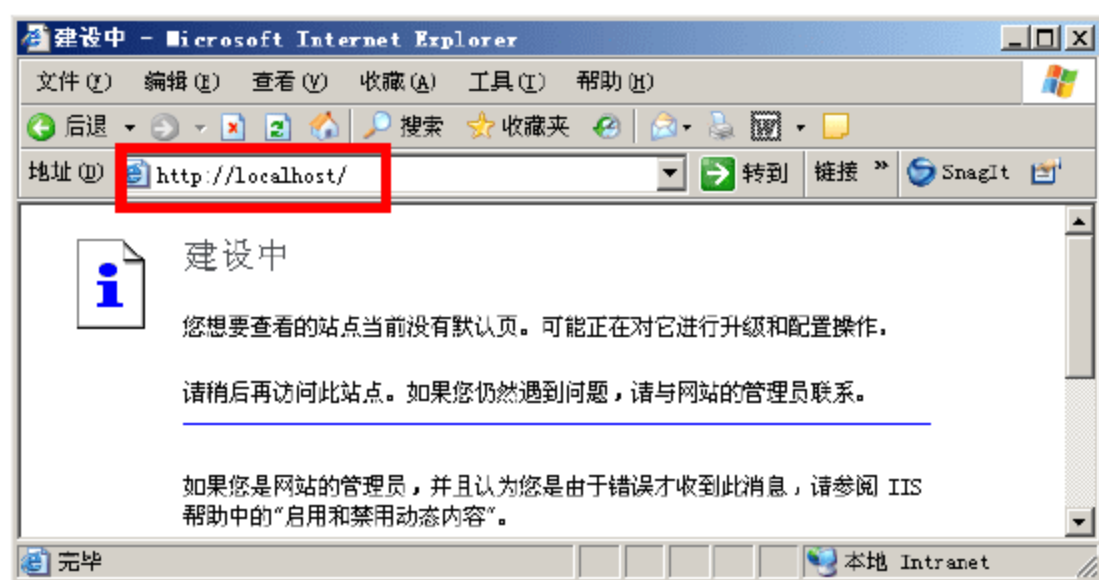 建设中 - Microsoft Internet Explorer
文件(F) 编辑(E) 查看(V) 收藏(A) 工具(T) 帮助(H)
后退 搜索 收藏夹
地址(D) http://localhost/ 转到 链接 » SnagIt
建设中
您想要查看的站点当前没有默认页。可能正在对它进行升级和配置操作。
请稍后再访问此站点。如果您仍然遇到问题，请与网站的管理员联系。
如果您是网站的管理员，并且认为您是由于错误才收到此消息，请参阅 IIS
帮助中的“启用和禁用动态内容”。
完毕 本地 Intranet